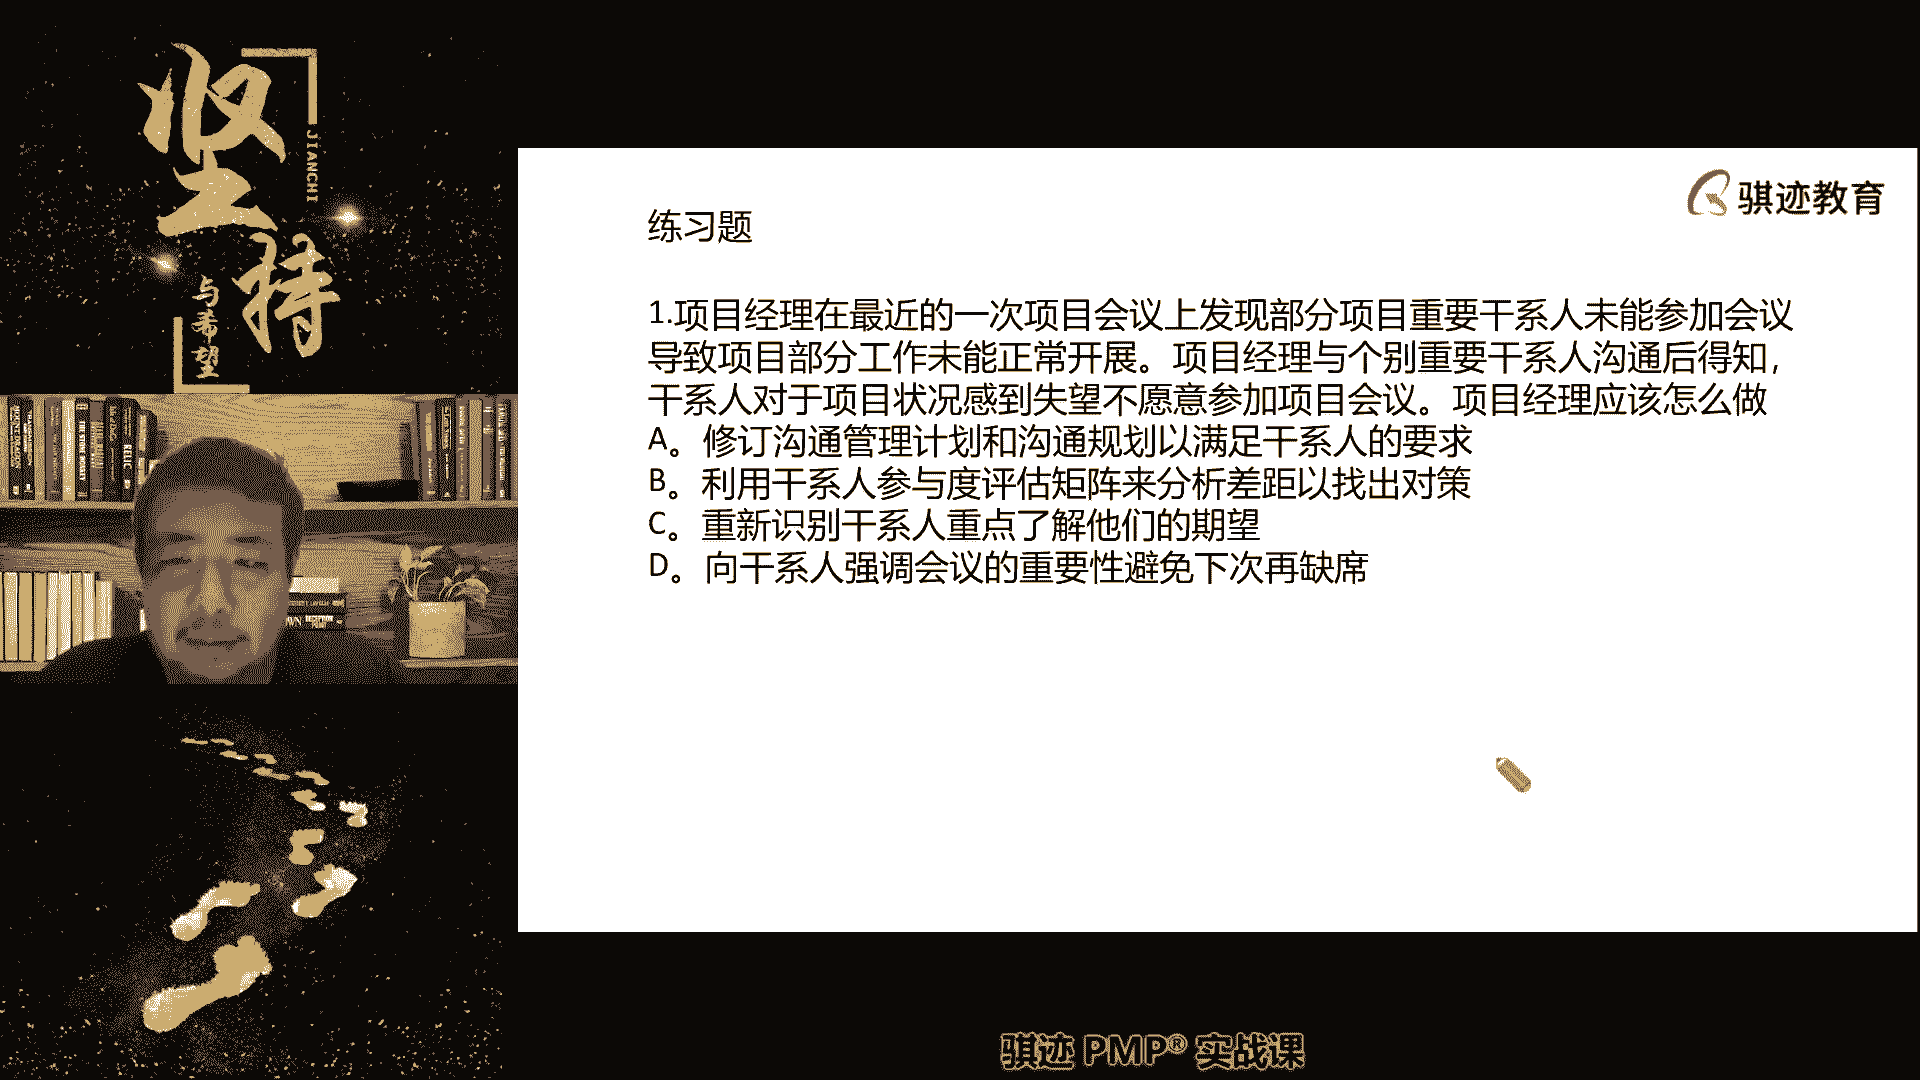 坚持
JIANCHI
与希望
骐迹教育
练习题
1.项目经理在最近的一次项目会议上发现部分项目重要干系人未能参加会议
导致项目部分工作未能正常开展。项目经理与个别重要干系人沟通后得知，
干系人对于项目状况感到失望不愿意参加项目会议。项目经理应该怎么做
A。修订沟通管理计划和沟通规划以满足干系人的要求
B。利用干系人参与度评估矩阵来分析差距以找出对策
C。重新识别干系人重点了解他们的期望
D。向干系人强调会议的重要性避免下次再缺席
骐迹 PMP® 实战课